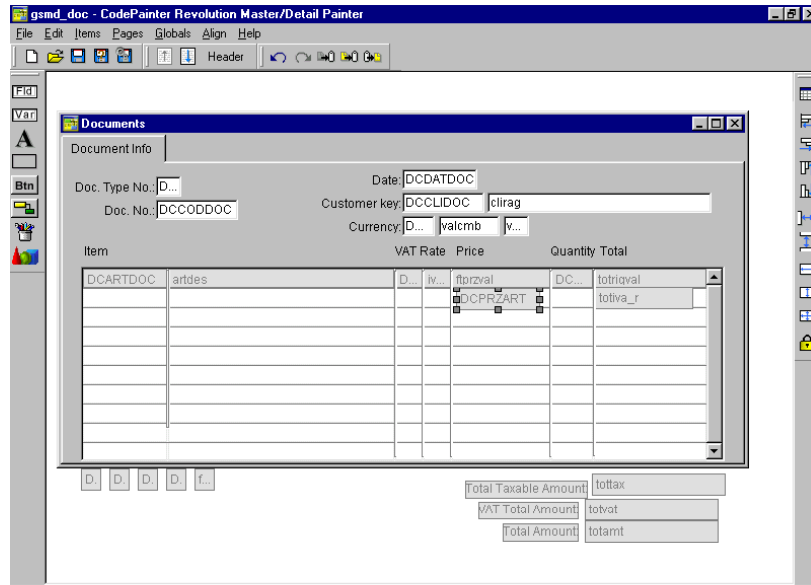 gsmd_doc - CodePainter Revolution Master/Detail Painter
File Edit Items Pages Globals Align Help
Header
Fld
Var
A
Btn
Documents
Document Info
Doc. Type No.: D... Date: DCDATDOC
Doc. No.: DCCODDOC Customer key: DCCLIDOC clirag
Currency: D... valcmb v...
Item VAT Rate Price Quantity Total
DCARTDOC artdes D... iv... ftprzval DC... totrigval
DCPRZART totiva_r
D. D. D. D. f...
Total Taxable Amount: tottax
VAT Total Amount: totvat
Total Amount: totamt